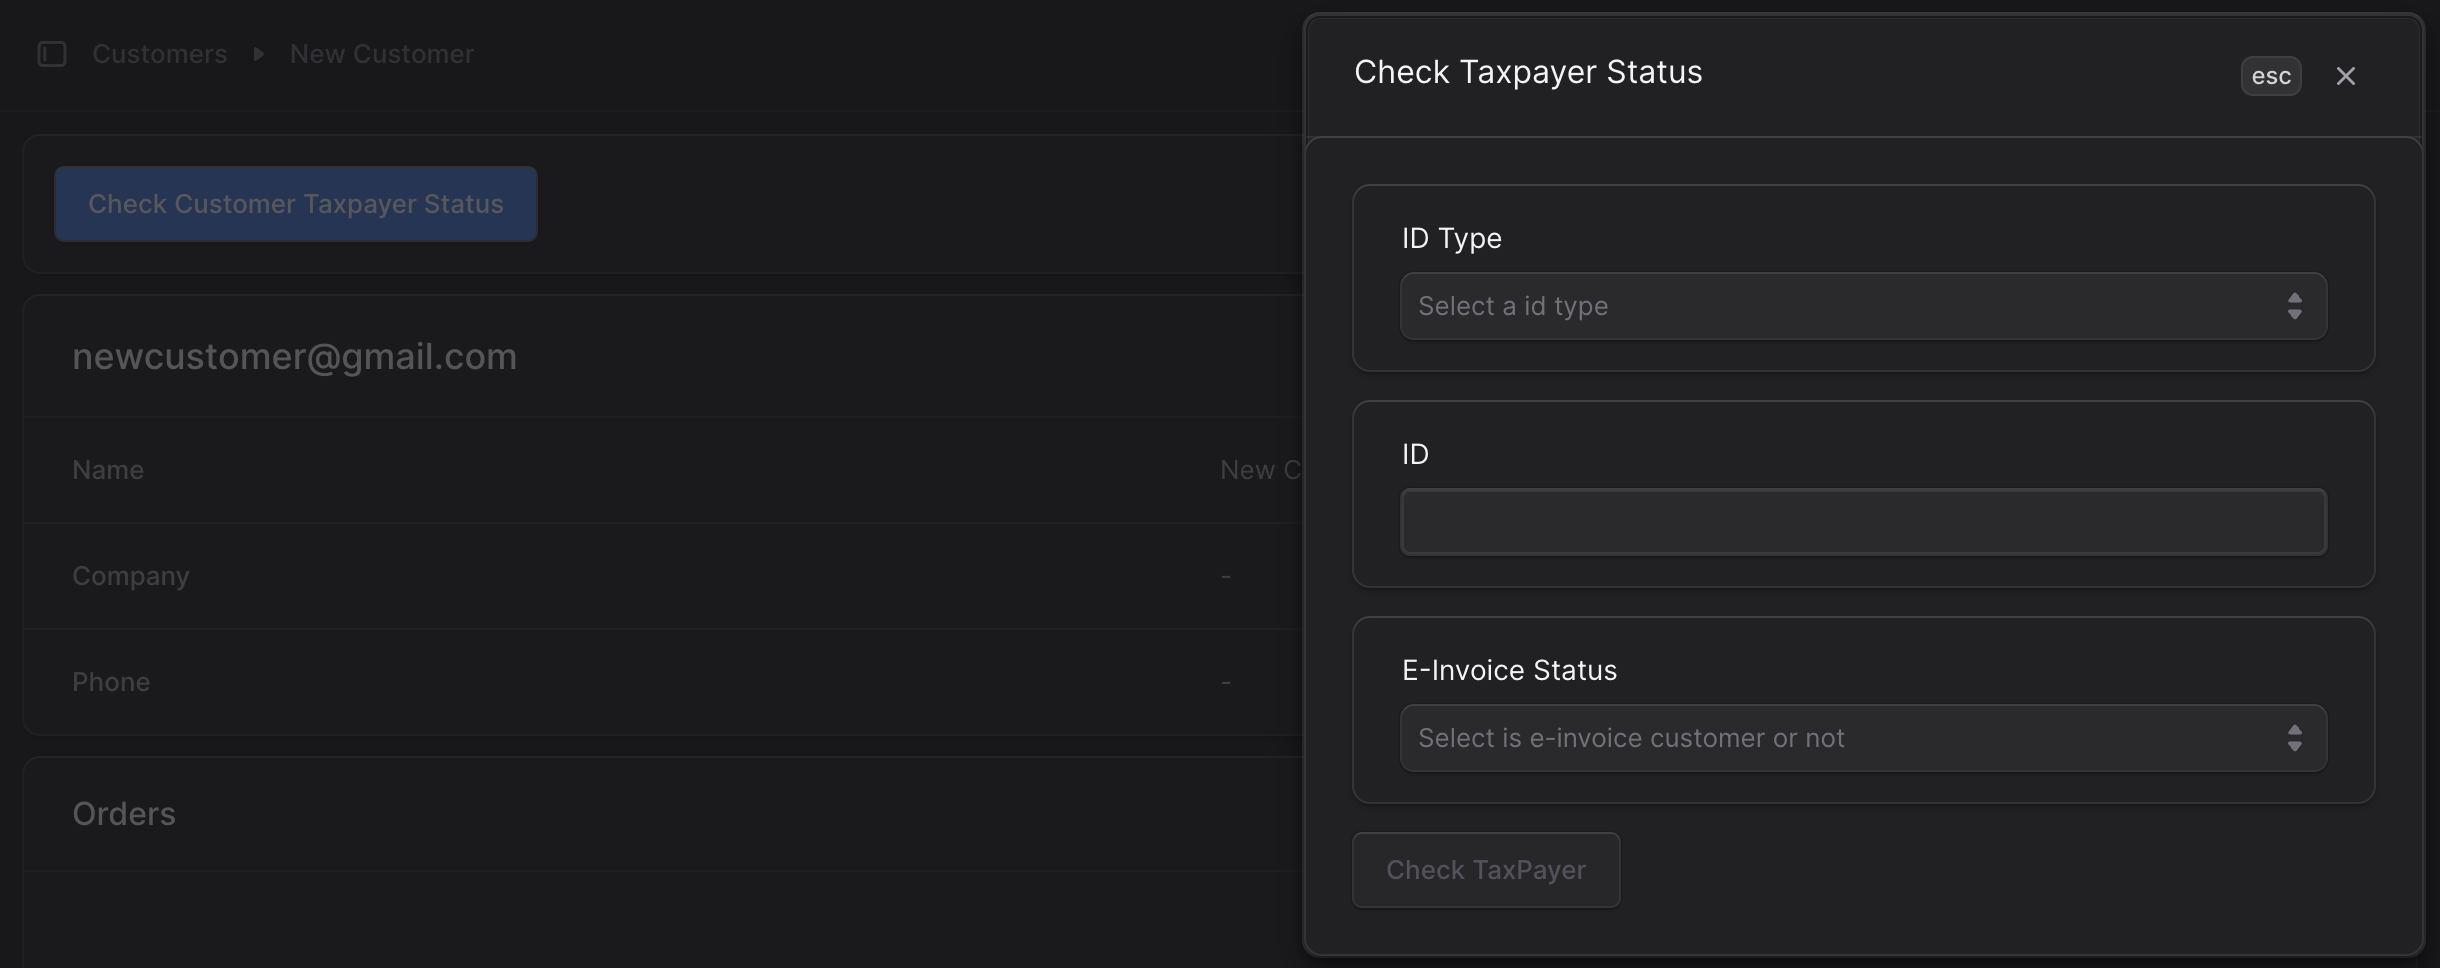 Customers
New Customer
Check Customer Taxpayer Status
newcustomer@gmail.com
Name
New C
Company
-
Phone
-
Orders
Check Taxpayer Status
esc
ID Type
Select a id type
ID
E-Invoice Status
Select is e-invoice customer or not
Check TaxPayer